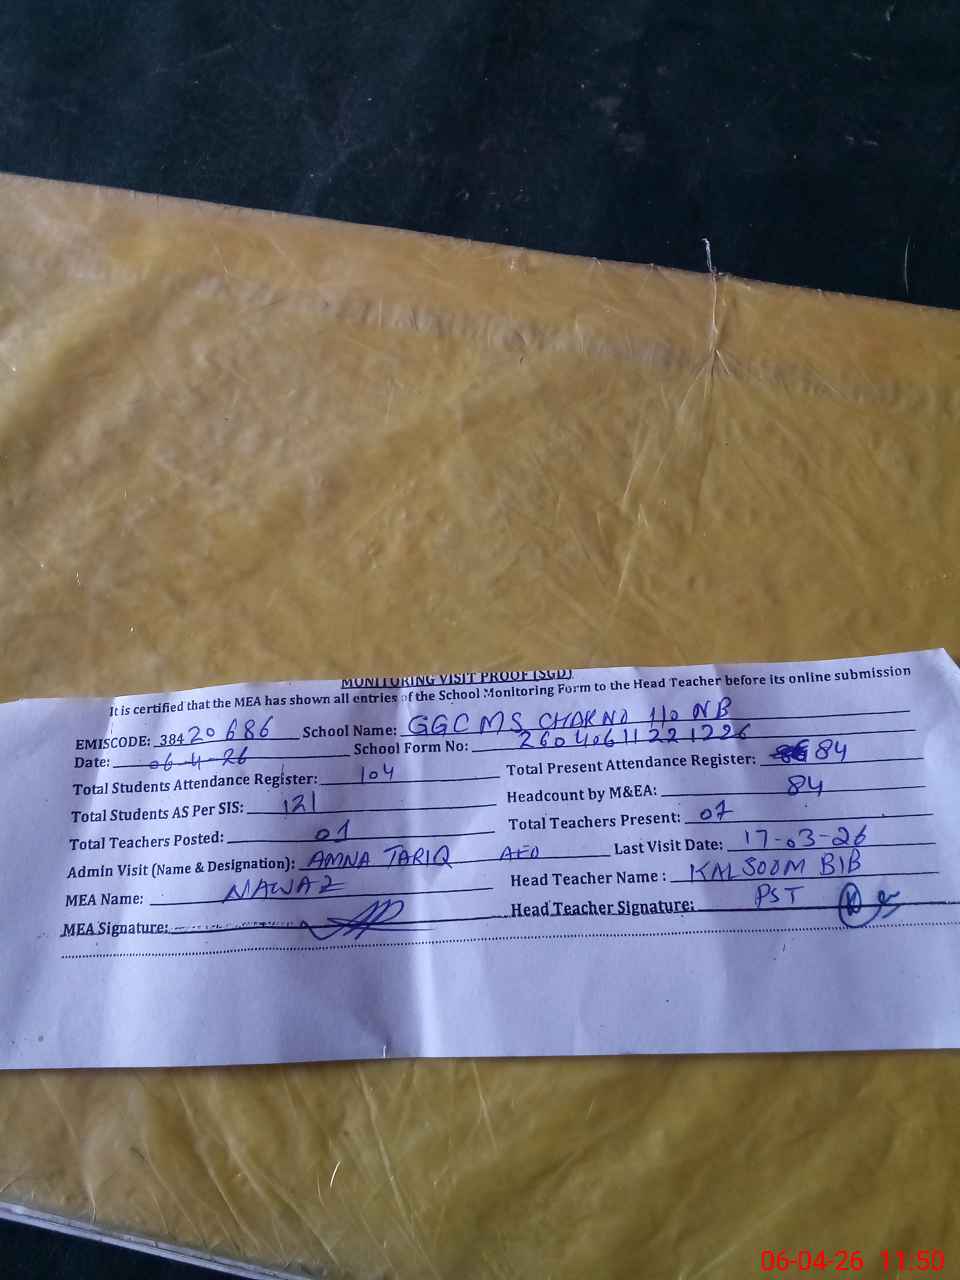 MONITORING VISIT PROOF (SGD)
It is certified that the MEA has shown all entries of the School Monitoring Form to the Head Teacher before its online submission
EMISCODE: 38420686 School Name: GGCMS CHAK NO 110 NB
Date: 06-4-26 School Form No: 26040611221226
Total Students Attendance Register: 104 Total Present Attendance Register: 84
Total Students AS Per SIS: 121 Headcount by M&EA: 84
Total Teachers Posted: Total Teachers Present: 07
Admin Visit (Name & Designation): AMNA TARIQ AEO Last Visit Date: 17-03-26
MEA Name: NAWAZ Head Teacher Name : KALSOOM BIB
PST
MEA Signature: Head Teacher Signature:
06-04-26 11:50